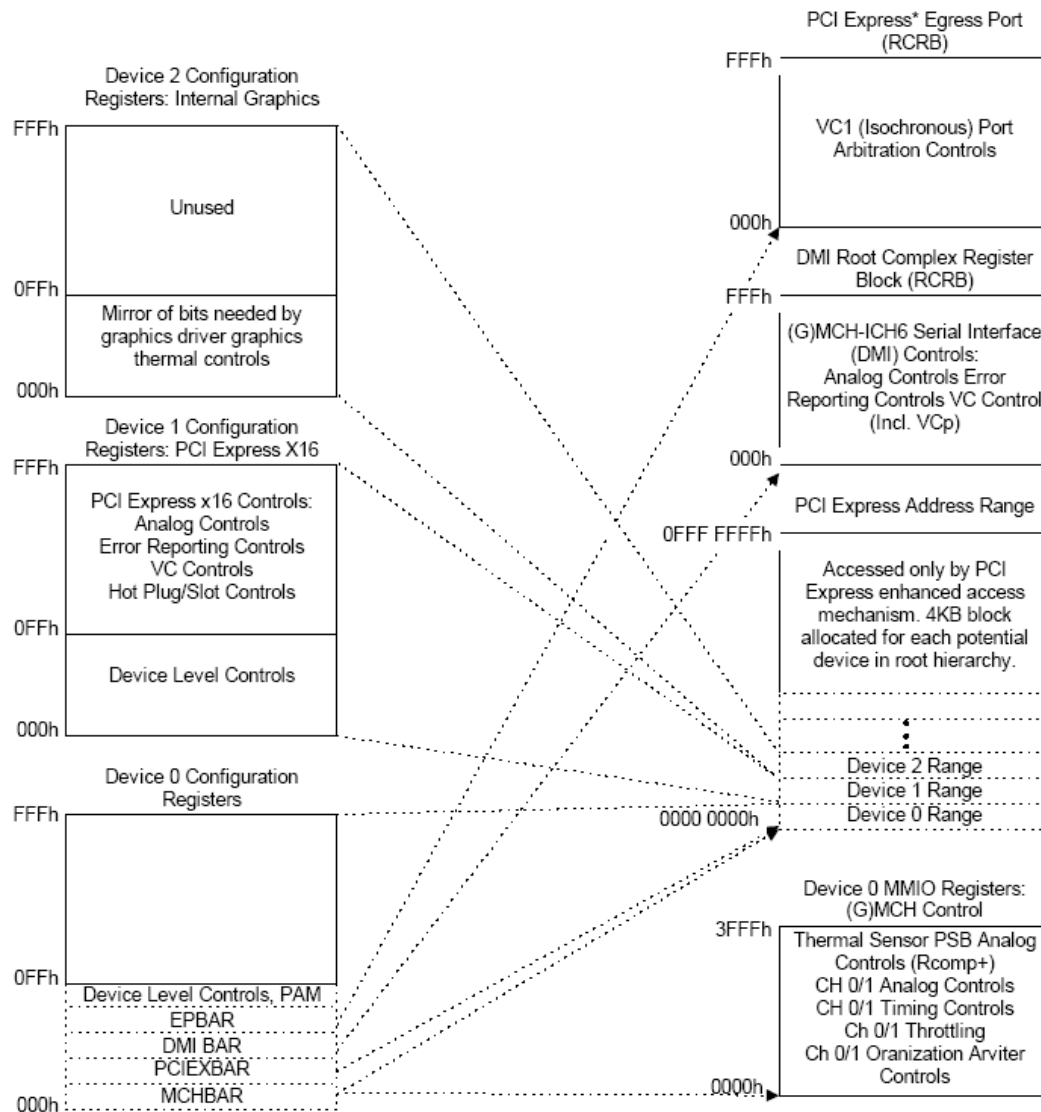 Device 2 Configuration
Registers: Internal Graphics
FFFh
Unused
0FFh
Mirror of bits needed by
graphics driver graphics
thermal controls
000h
Device 1 Configuration
Registers: PCI Express X16
FFFh
PCI Express x16 Controls:
Analog Controls
Error Reporting Controls
VC Controls
Hot Plug/Slot Controls
0FFh
Device Level Controls
000h
Device 0 Configuration
Registers
FFFh
0FFh
Device Level Controls, PAM
EPBAR
DMI BAR
PCIEXBAR
MCHBAR
000h
PCI Express* Egress Port
(RCRB)
FFFh
VC1 (Isochronous) Port
Arbitration Controls
000h
DMI Root Complex Register
Block (RCRB)
FFFh
(G)MCH-ICH6 Serial Interface
(DMI) Controls:
Analog Controls Error
Reporting Controls VC Control
(Incl. VCp)
000h
PCI Express Address Range
0FFF FFFFh
Accessed only by PCI
Express enhanced access
mechanism. 4KB block
allocated for each potential
device in root hierarchy.
Device 2 Range
Device 1 Range
Device 0 Range
0000 0000h
Device 0 MMIO Registers:
(G)MCH Control
3FFFh
Thermal Sensor PSB Analog
Controls (Rcomp+)
CH 0/1 Analog Controls
CH 0/1 Timing Controls
Ch 0/1 Throttling
Ch 0/1 Oranization Arviter
Controls
0000h